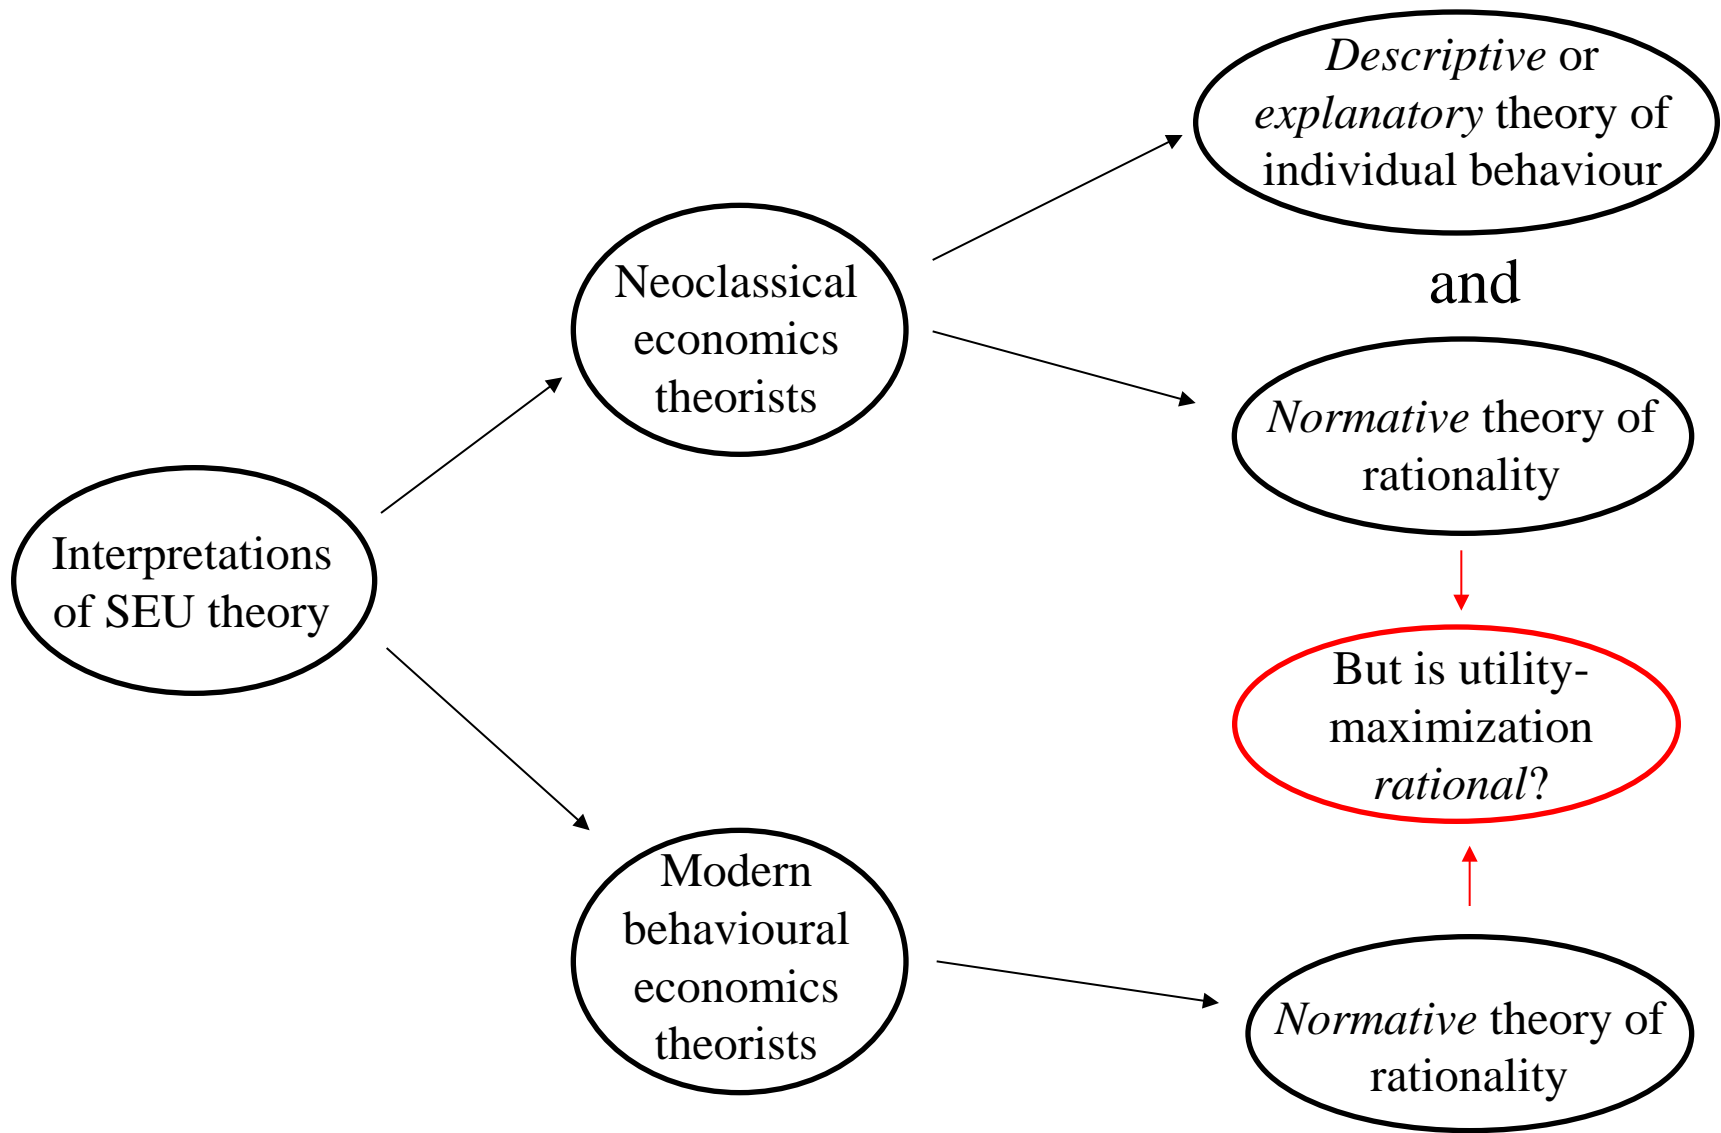 Descriptive or
explanatory theory of
individual behaviour
and
Neoclassical
economics
theorists
Normative theory of
rationality
Interpretations
of SEU theory
But is utility-
maximization
rational?
Modern
behavioural
economics
theorists
Normative theory of
rationality